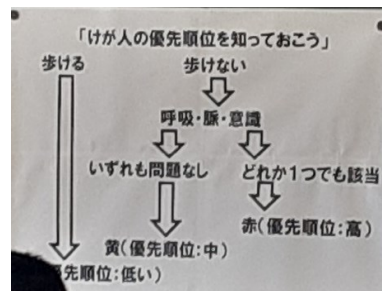 「けが人の優先順位を知っておこう」
歩ける
歩けない
呼吸・脈・意識
いずれも問題なし
どれか1つでも該当
赤(優先順位:高)
黄(優先順位:中)
先順位:低い)